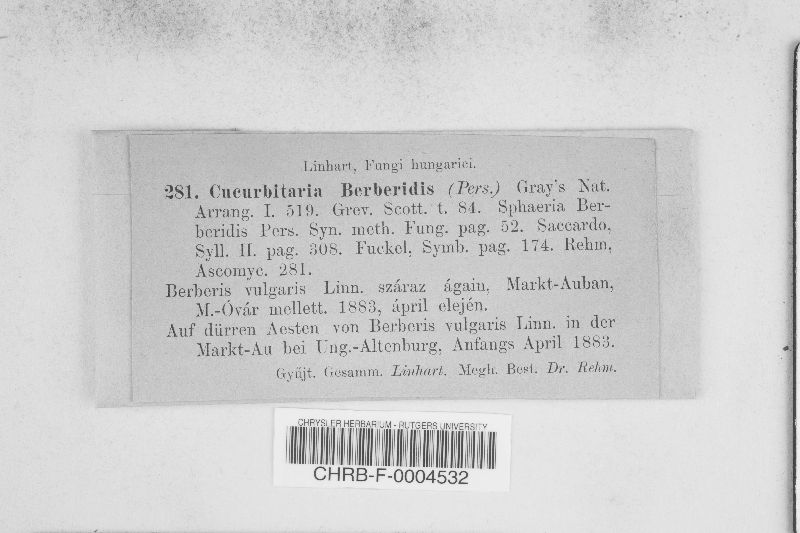 Linhart, Fungi hungarici.
281. Cucurbitaria Berberidis (Pers.) Gray's Nat.
Arrang. I. 519. Grev. Scott. t. 84. Sphaeria Ber-
beridis Pers. Syn. meth. Fung. pag. 52. Saccardo,
Syll. II. pag. 308. Fuckel, Symb. pag. 174. Rehm,
Ascomyc. 281.
Berberis vulgaris Linn. száraz ágain, Markt-Auban,
M.-Óvár mellett. 1883, ápril elején.
Auf dürren Aesten von Berberis vulgaris Linn. in der
Markt-Au bei Ung.-Altenburg, Anfangs April 1883.
Gyűjt. Gesamm. Linhart. Megh. Best. Dr. Rehm.
CHRYSLER HERBARIUM - RUTGERS UNIVERSITY
CHRB-F-0004532